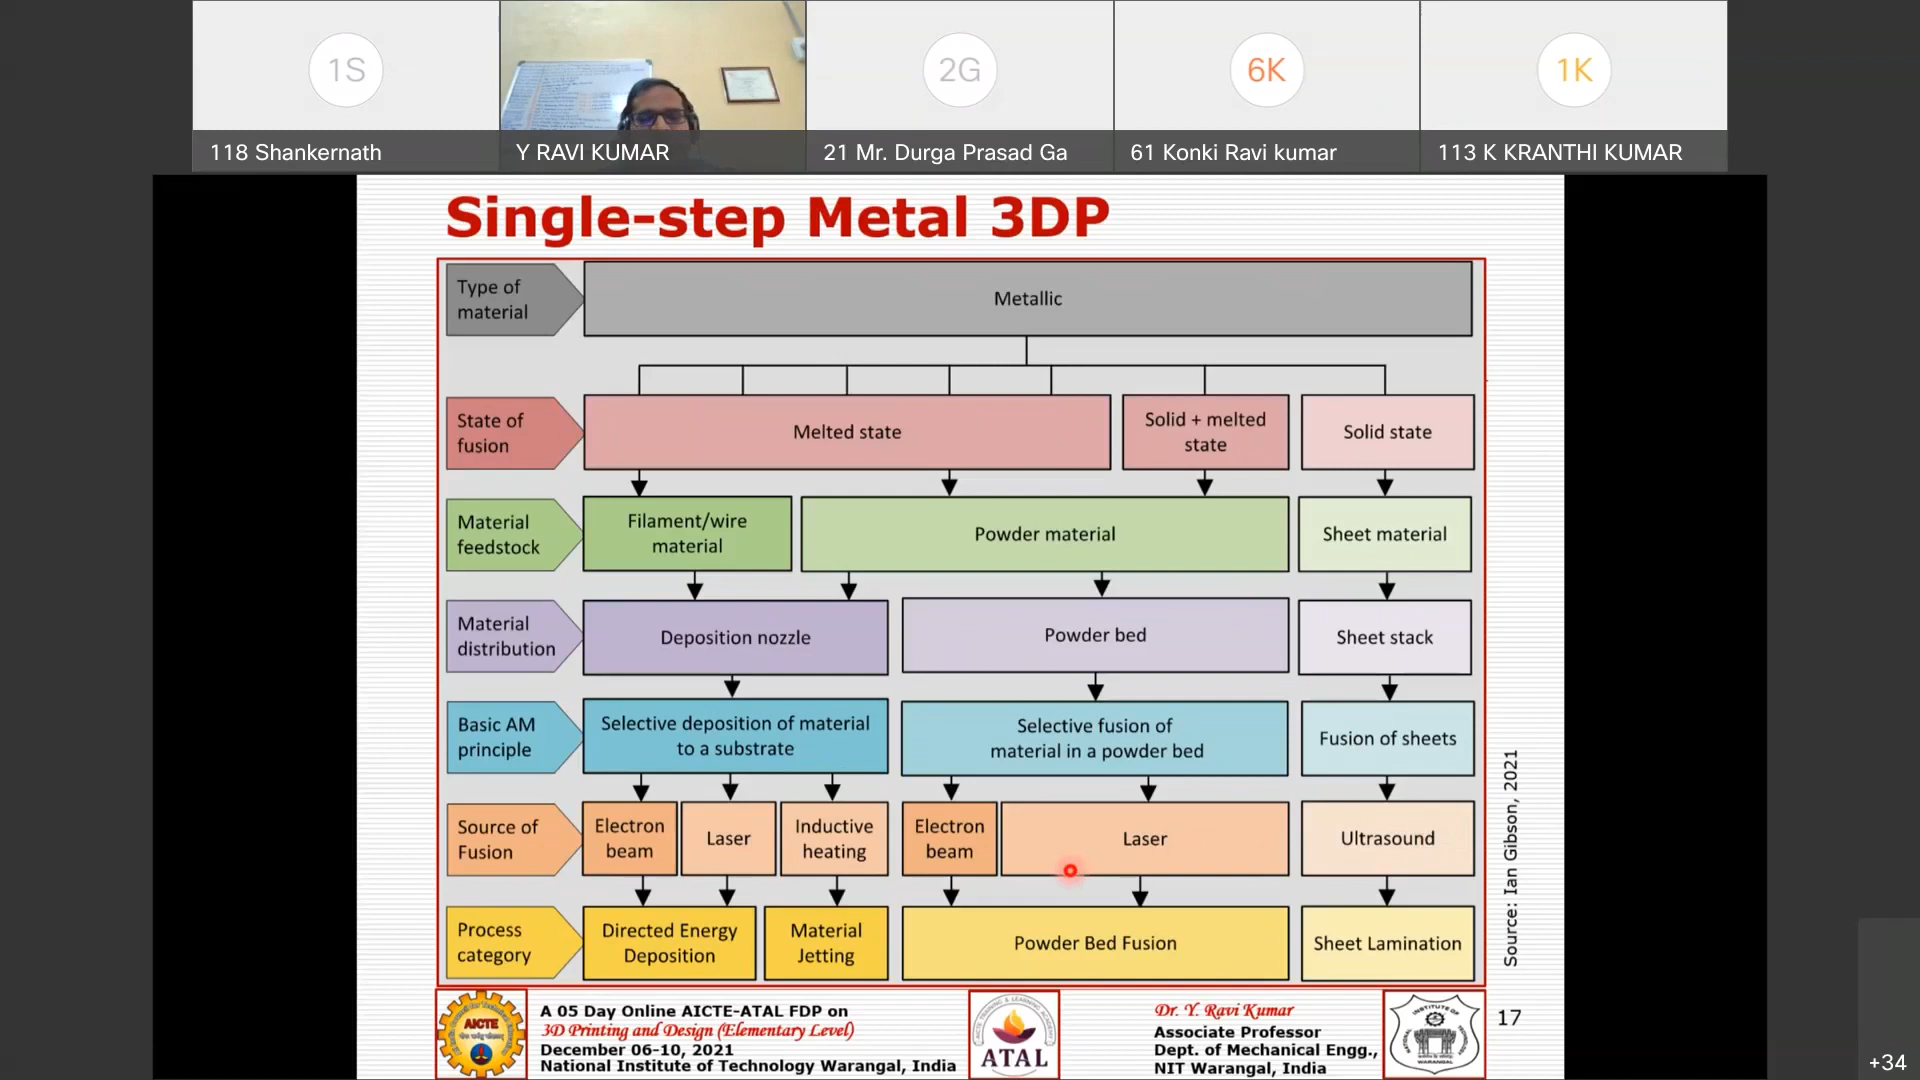 1S
2G
6K
1K
118 Shankernath
Y RAVI KUMAR
21 Mr. Durga Prasad Ga
61 Konki Ravi kumar
113 K KRANTHI KUMAR
Single-step Metal 3DP
Type of
material
Metallic
State of
fusion
Melted state
Solid + melted
state
Solid state
Material
feedstock
Filament/wire
material
Powder material
Sheet material
Material
distribution
Deposition nozzle
Powder bed
Sheet stack
Basic AM
principle
Selective deposition of material
to a substrate
Selective fusion of
material in a powder bed
Fusion of sheets
Source of
Fusion
Electron
beam
Laser
Inductive
heating
Electron
beam
Laser
Ultrasound
Process
category
Directed Energy
Deposition
Material
Jetting
Powder Bed Fusion
Sheet Lamination
Source: Ian Gibson, 2021
AICTE
A 05 Day Online AICTE-ATAL FDP on
3D Printing and Design (Elementary Level)
December 06-10, 2021
National Institute of Technology Warangal, India
ATAL
Dr. Y. Ravi Kumar
Associate Professor
Dept. of Mechanical Engg.,
NIT Warangal, India
17
+34